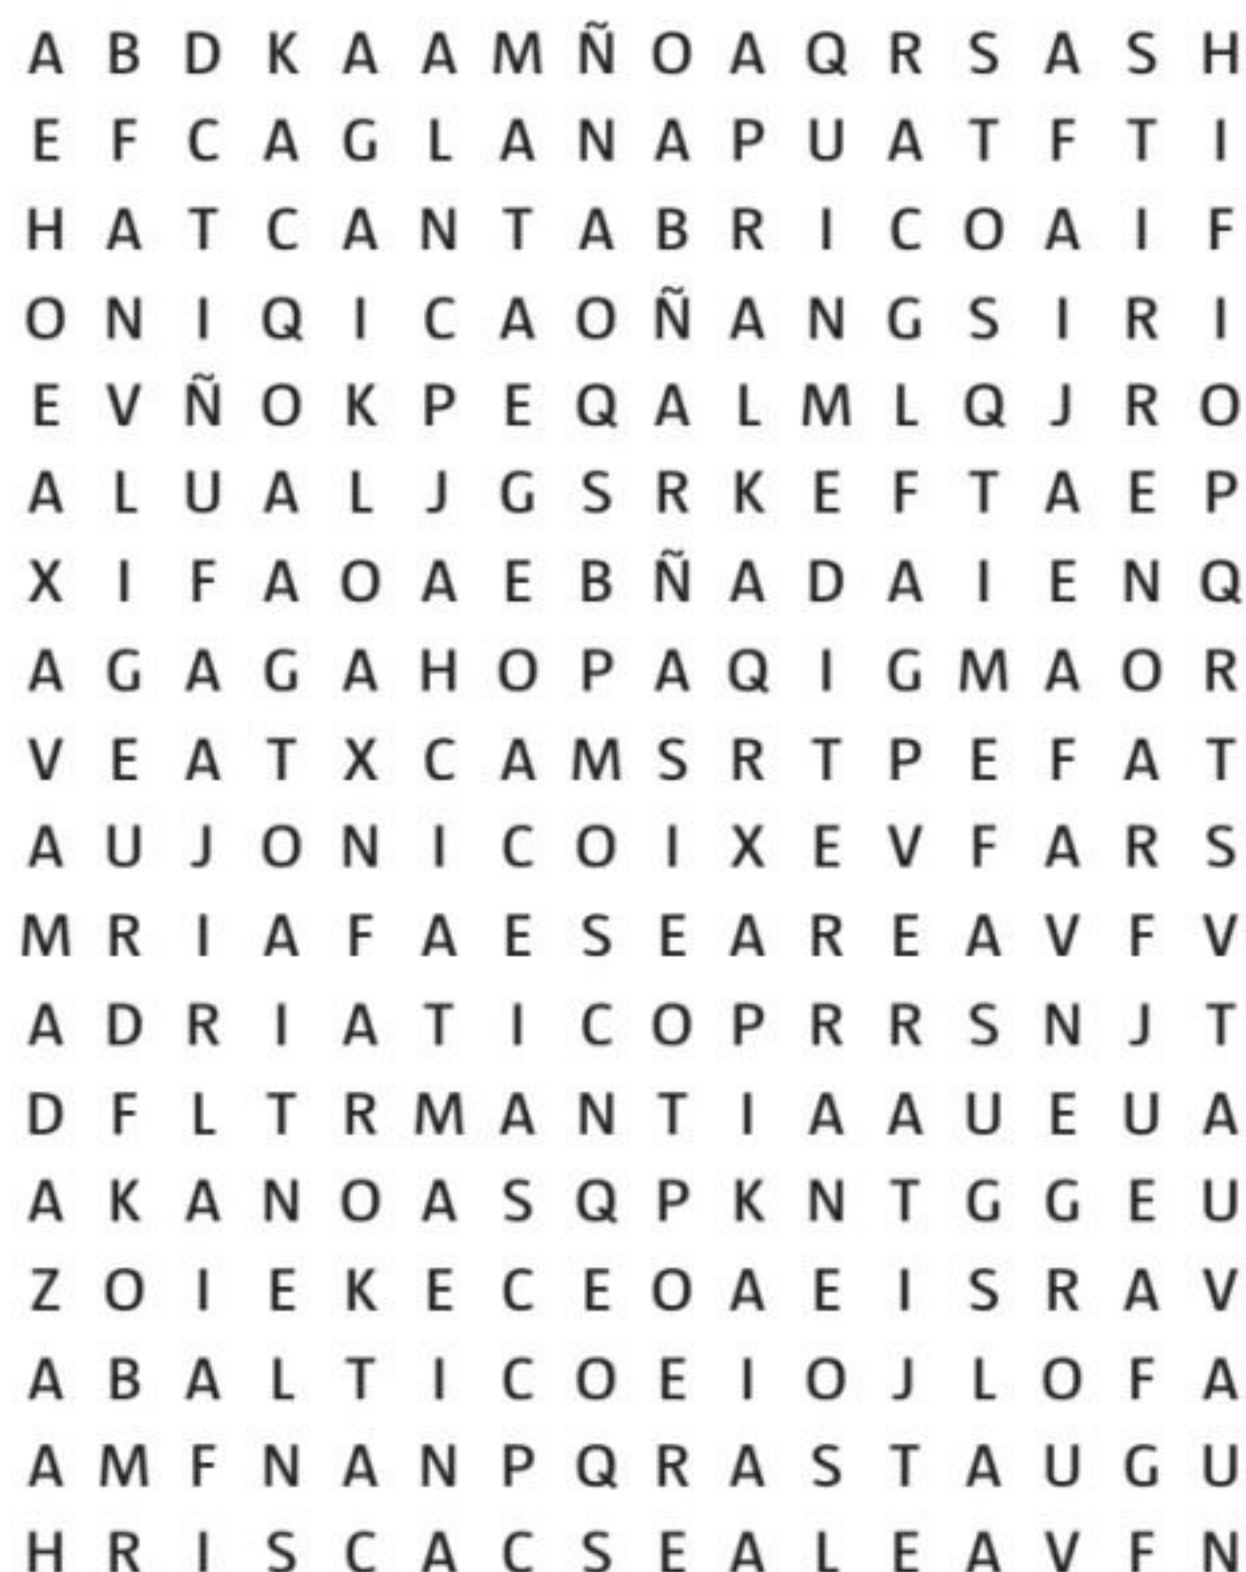 A B D K A A M Ñ O A Q R S A S H
E F C A G L A N A P U A T F T I
H A T C A N T A B R I C O A I F
O N I Q I C A O Ñ A N G S I R I
E V Ñ O K P E Q A L M L Q J R O
A L U A L J G S R K E F T A E P
X I F A O A E B Ñ A D A I E N Q
A G A G A H O P A Q I G M A O R
V E A T X C A M S R T P E F A T
A U J O N I C O I X E V F A R S
M R I A F A E S E A R E A V F V
A D R I A T I C O P R R S N J T
D F L T R M A N T I A A U E U A
A K A N O A S Q P K N T G G E U
Z O I E K E C E O A E I S R A V
A B A L T I C O E I O J L O F A
A M F N A N P Q R A S T A U G U
H R I S C A C S E A L E A V F N